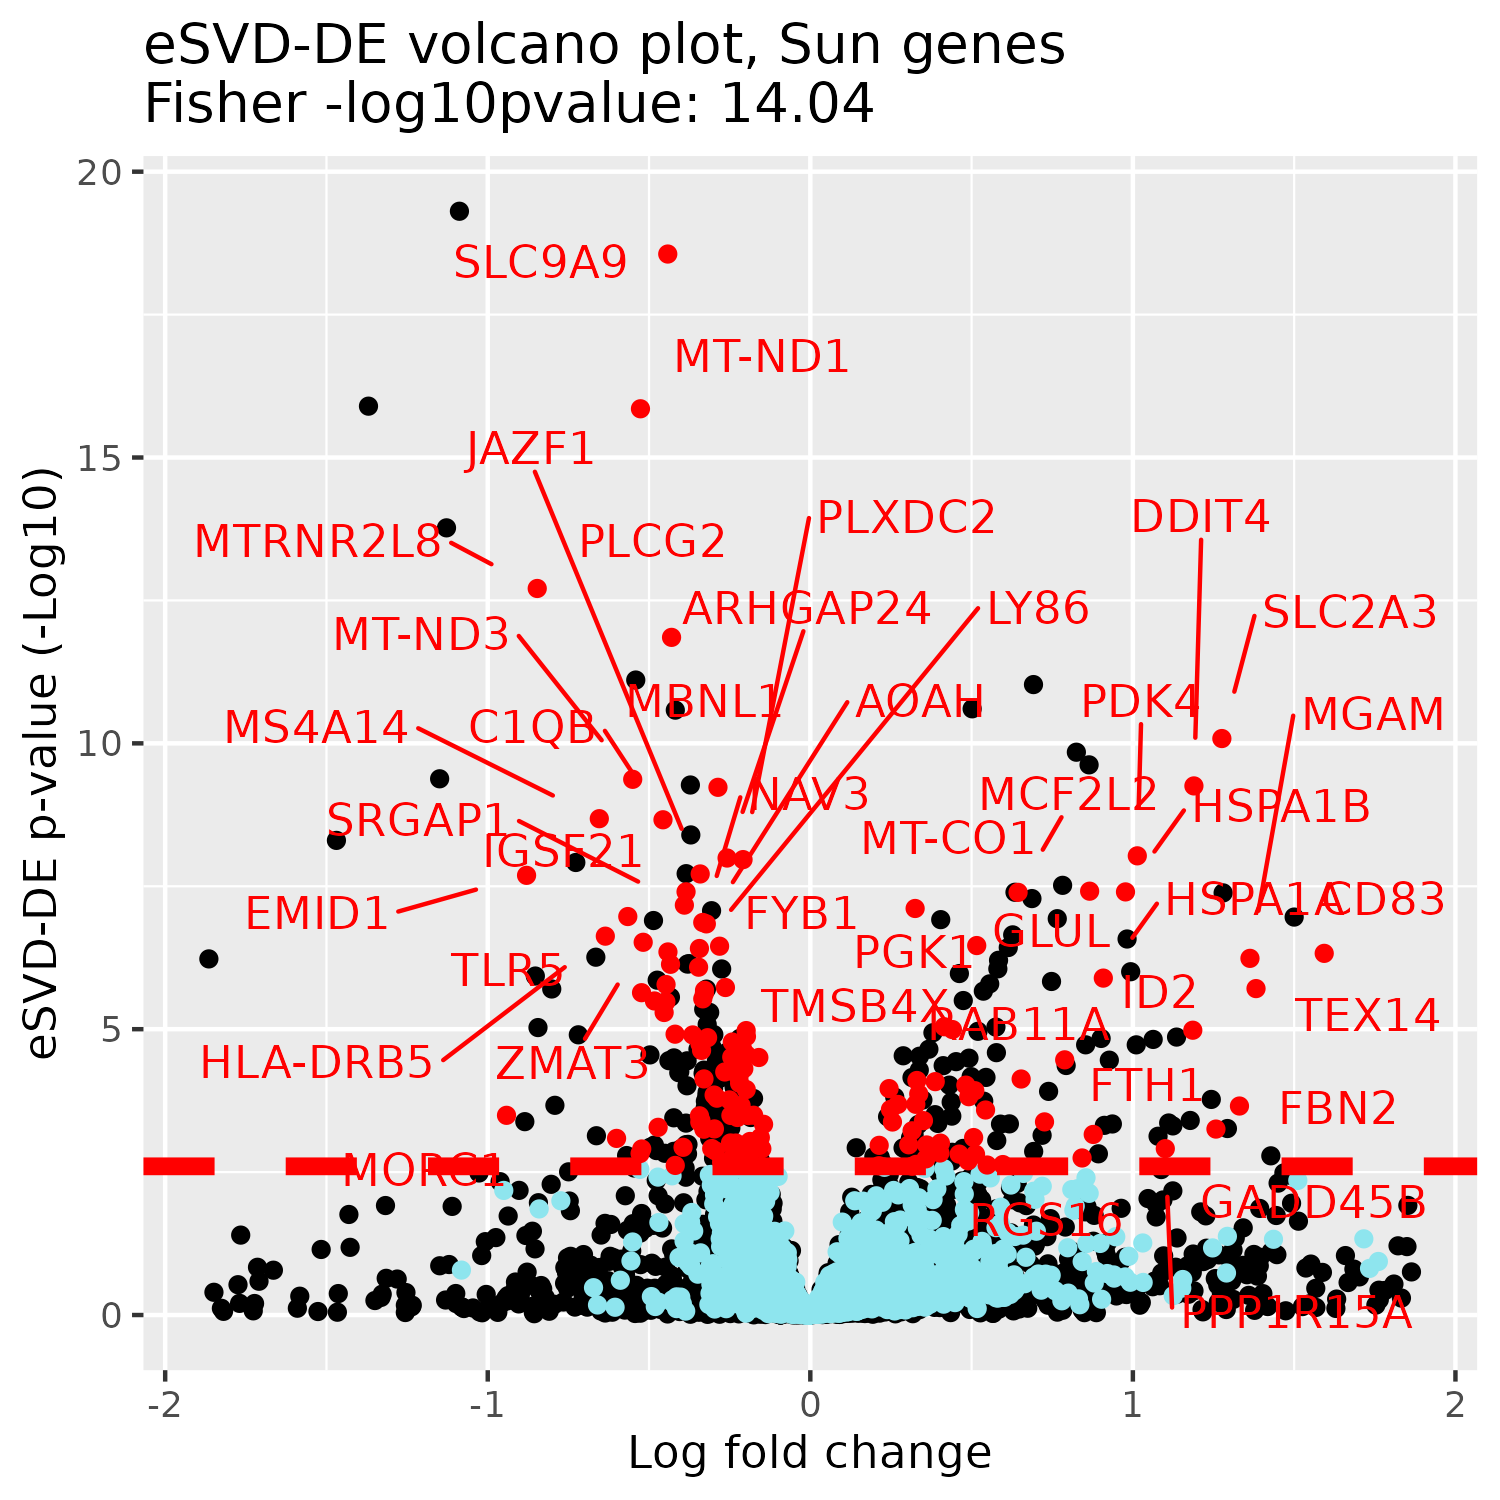 eSVD-DE volcano plot, Sun genes
Fisher -log10pvalue: 14.04
eSVD-DE p-value (-Log10)
20
15
10
5
0
SLC9A9
MT-ND1
JAZF1
PLXDC2
DDIT4
MTRNR2L8
PLCG2
ARHGAP24
LY86
SLC2A3
MT-ND3
MBNL1
AOAH
PDK4
MGAM
MS4A14
C1QB
NAV3
MCF2L2
HSPA1B
SRGAP1
IGSF21
MT-CO1
EMID1
FYB1
HSPA1A
CD83
GLUL
PGK1
TLR5
ID2
TMSB4X
RAB11A
TEX14
HLA-DRB5
ZMAT3
FTH1
FBN2
MORC1
GADD45B
RGS16
PPP1R15A
-2
-1
0
1
2
Log fold change